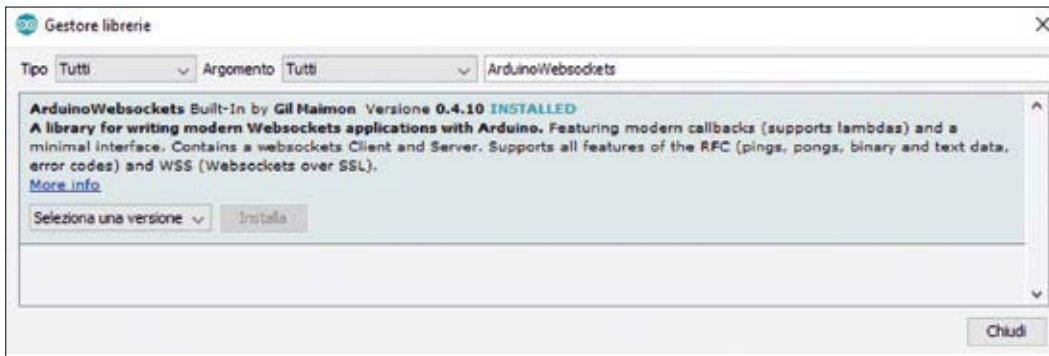 Gestore librerie
Tipo Tutti Argomento Tutti ArduinoWebsockets
ArduinoWebsockets Built-In by Gil Maimon Versione 0.4.10 INSTALLED
A library for writing modern Websockets applications with Arduino. Featuring modern callbacks (supports lambdas) and a
minimal interface. Contains a websockets Client and Server. Supports all features of the RFC (pings, pongs, binary and text data,
error codes) and WSS (Websockets over SSL).
More info
Seleziona una versione Installa
Chiudi